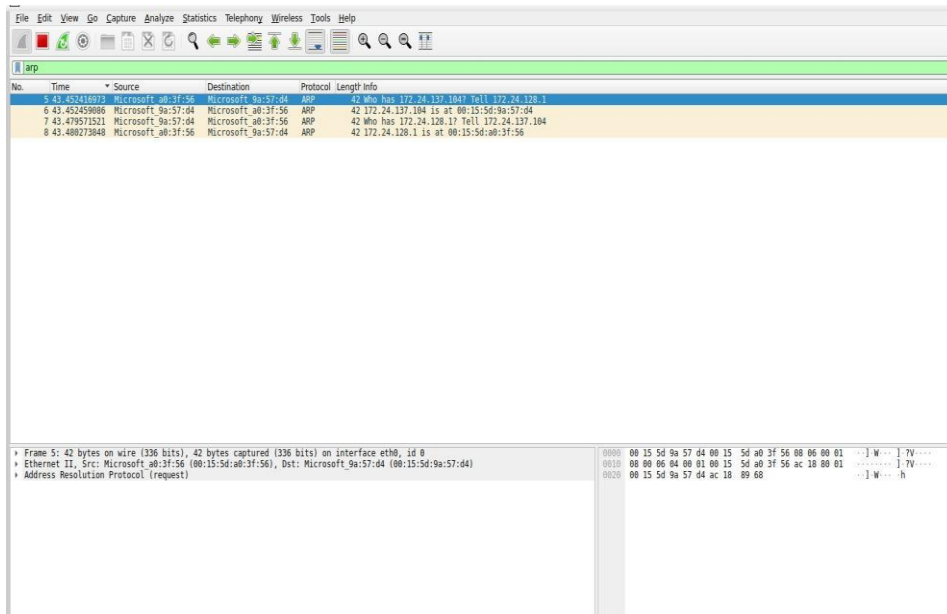 File Edit View Go Capture Analyze Statistics Telephony Wireless Tools Help
arp
No. Time Source Destination Protocol Length Info
5 43.452416973 Microsoft_a0:3f:56 Microsoft_9a:57:d4 ARP 42 Who has 172.24.137.104? Tell 172.24.128.1
6 43.452459086 Microsoft_9a:57:d4 Microsoft_a0:3f:56 ARP 42 172.24.137.104 is at 00:15:5d:9a:57:d4
7 43.479571521 Microsoft_9a:57:d4 Microsoft_a0:3f:56 ARP 42 Who has 172.24.128.1? Tell 172.24.137.104
8 43.480273848 Microsoft_a0:3f:56 Microsoft_9a:57:d4 ARP 42 172.24.128.1 is at 00:15:5d:a0:3f:56
Frame 5: 42 bytes on wire (336 bits), 42 bytes captured (336 bits) on interface eth0, id 0
Ethernet II, Src: Microsoft_a0:3f:56 (00:15:5d:a0:3f:56), Dst: Microsoft_9a:57:d4 (00:15:5d:9a:57:d4)
Address Resolution Protocol (request)
0000 00 15 5d 9a 57 d4 00 15 5d a0 3f 56 08 06 00 01 ··]·W··· ]·?V····
0010 08 00 06 04 00 01 00 15 5d a0 3f 56 ac 18 80 01 ········ ]·?V····
0020 00 15 5d 9a 57 d4 ac 18 89 68 ··]·W··· ·h